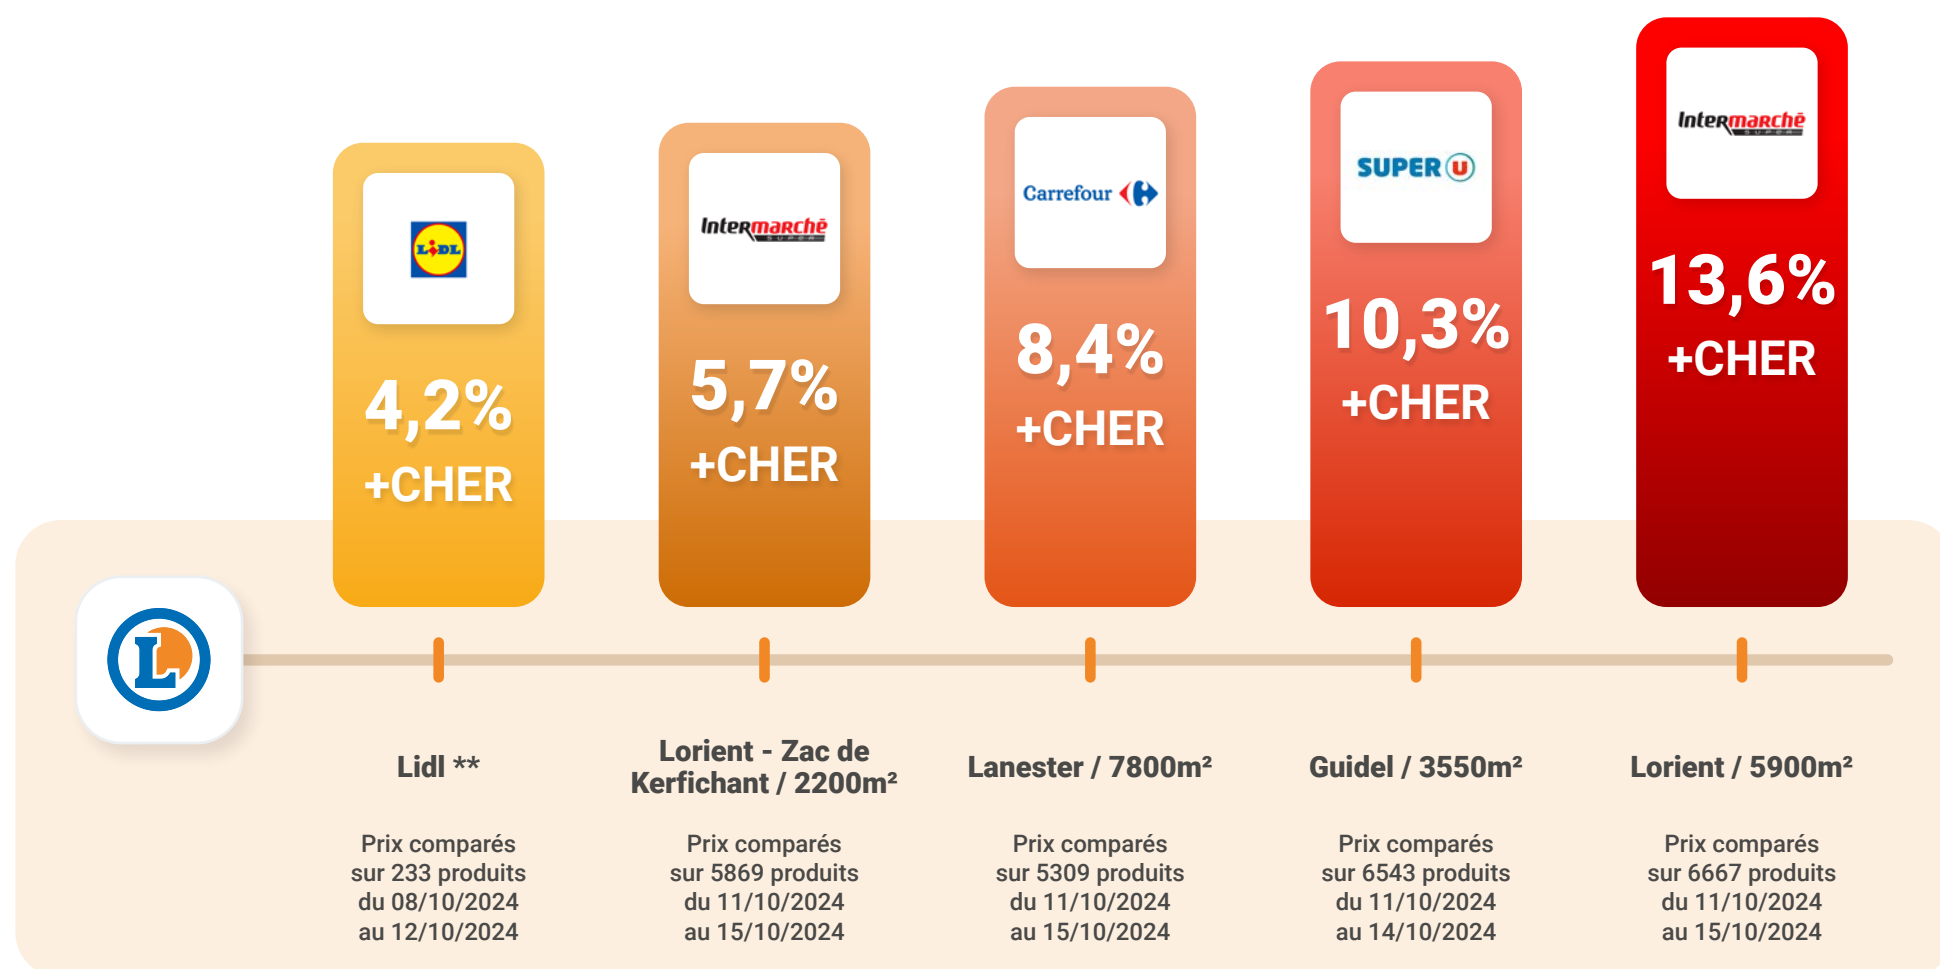 LIDL
4,2%
+CHER
Intermarchē
SUPER
5,7%
+CHER
Carrefour
8,4%
+CHER
SUPER U
10,3%
+CHER
Intermarchē
SUPER
13,6%
+CHER
L
Lidl **
Prix comparés
sur 233 produits
du 08/10/2024
au 12/10/2024
Lorient - Zac de
Kerfichant / 2200m²
Prix comparés
sur 5869 produits
du 11/10/2024
au 15/10/2024
Lanester / 7800m²
Prix comparés
sur 5309 produits
du 11/10/2024
au 15/10/2024
Guidel / 3550m²
Prix comparés
sur 6543 produits
du 11/10/2024
au 14/10/2024
Lorient / 5900m²
Prix comparés
sur 6667 produits
du 11/10/2024
au 15/10/2024